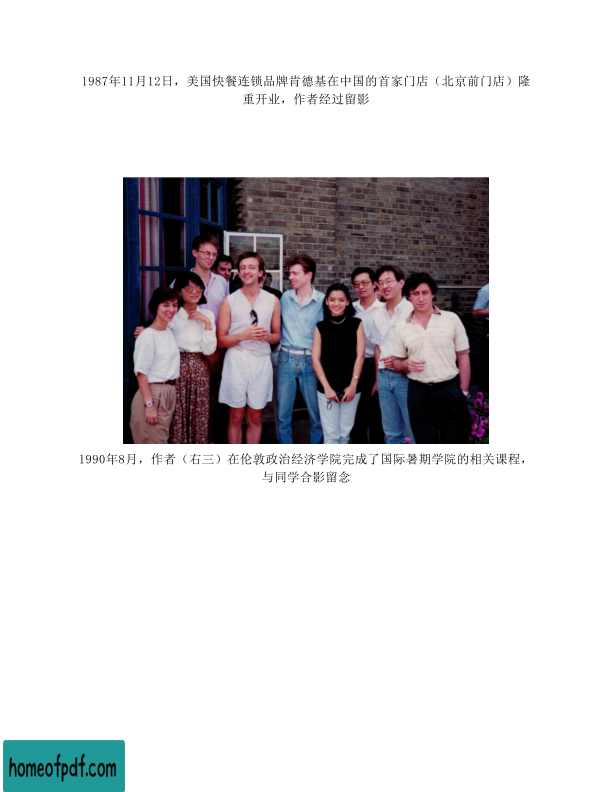 1987年11月12日，美国快餐连锁品牌肯德基在中国的首家门店（北京前门店）隆
重开业，作者经过留影
1990年8月，作者（右三）在伦敦政治经济学院完成了国际暑期学院的相关课程，
与同学合影留念
homeofpdf.com